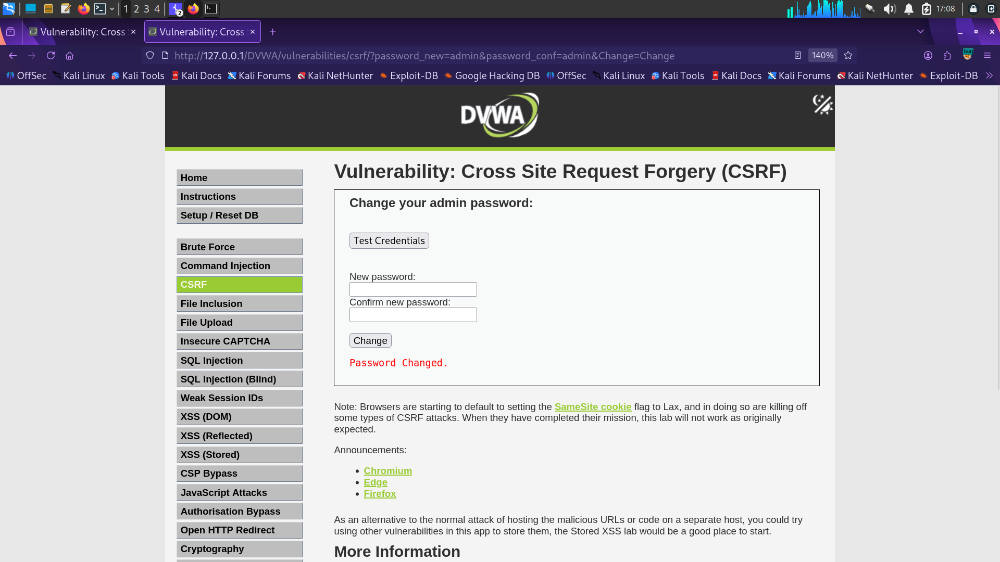 1 2 3 4
2
17:08
Vulnerability: Cross
Vulnerability: Cross
http://127.0.0.1/DVWA/vulnerabilities/csrf/?password_new=admin&password_conf=admin&Change=Change
140%
OffSec Kali Linux Kali Tools Kali Docs Kali Forums Kali NetHunter Exploit-DB Google Hacking DB OffSec Kali Linux Kali Tools Kali Docs Kali Forums Kali NetHunter Exploit-DB
DVWA
Home
Instructions
Setup / Reset DB
Brute Force
Command Injection
CSRF
File Inclusion
File Upload
Insecure CAPTCHA
SQL Injection
SQL Injection (Blind)
Weak Session IDs
XSS (DOM)
XSS (Reflected)
XSS (Stored)
CSP Bypass
JavaScript Attacks
Authorisation Bypass
Open HTTP Redirect
Cryptography
Vulnerability: Cross Site Request Forgery (CSRF)
Change your admin password:
Test Credentials
New password:
Confirm new password:
Change
Password Changed.
Note: Browsers are starting to default to setting the SameSite cookie flag to Lax, and in doing so are killing off
some types of CSRF attacks. When they have completed their mission, this lab will not work as originally
expected.
Announcements:
Chromium
Edge
Firefox
As an alternative to the normal attack of hosting the malicious URLs or code on a separate host, you could try
using other vulnerabilities in this app to store them, the Stored XSS lab would be a good place to start.
More Information